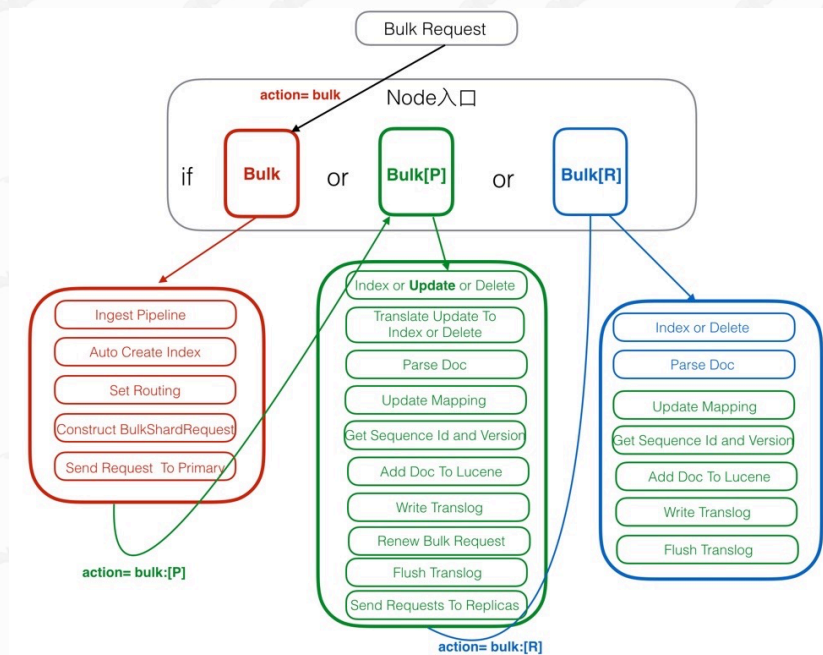 Bulk Request
action= bulk
Node入口
if
Bulk
or
Bulk[P]
or
Bulk[R]
Ingest Pipeline
Auto Create Index
Set Routing
Construct BulkShardRequest
Send Request To Primary
action= bulk:[P]
Index or Update or Delete
Translate Update To
Index or Delete
Parse Doc
Update Mapping
Get Sequence Id and Version
Add Doc To Lucene
Write Translog
Renew Bulk Request
Flush Translog
Send Requests To Replicas
action= bulk:[R]
Index or Delete
Parse Doc
Update Mapping
Get Sequence Id and Version
Add Doc To Lucene
Write Translog
Flush Translog